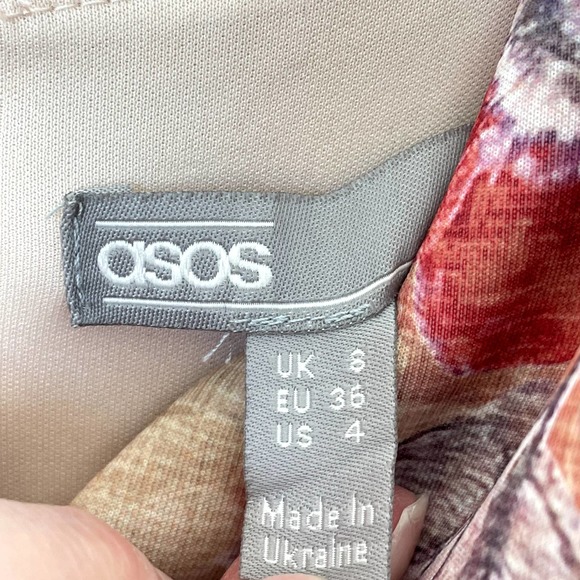 asos
UK 8
EU 36
US 4
Made In
Ukraine